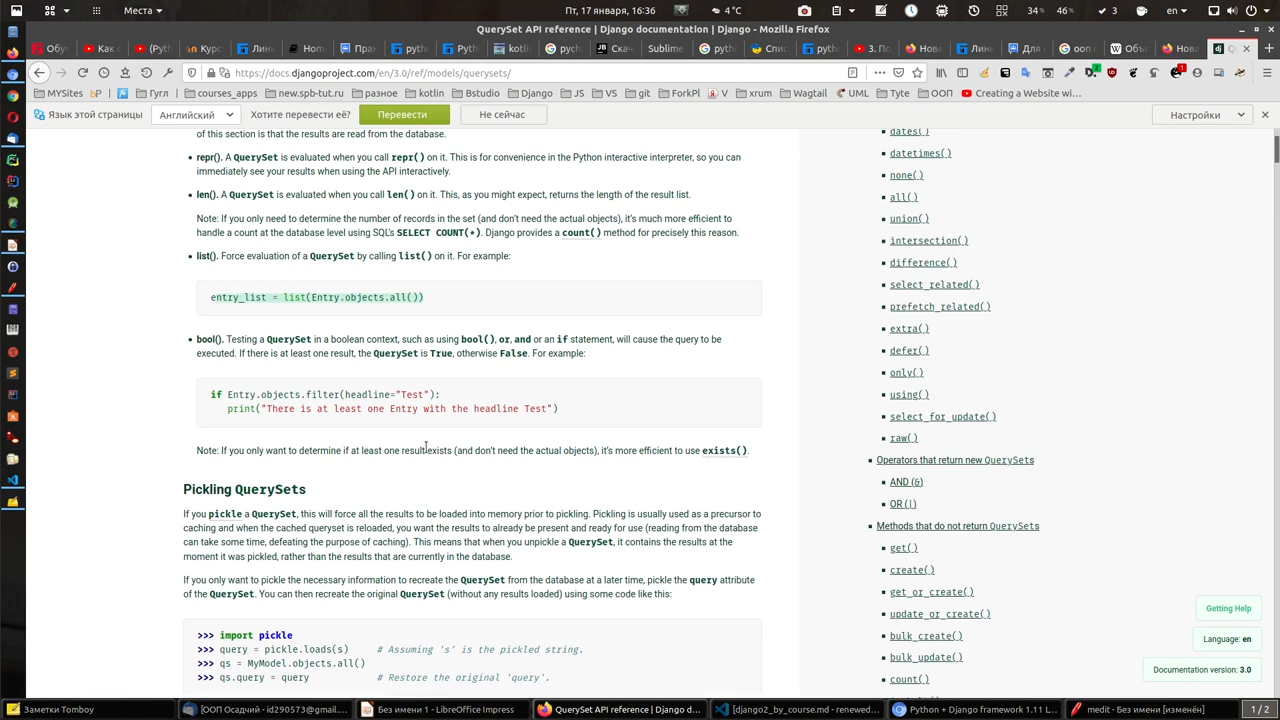 Места
Пт, 17 января, 16:36
4°C
en
34%
46%
3
QuerySet API reference | Django documentation | Django - Mozilla Firefox
https://docs.djangoproject.com/en/3.0/ref/models/querysets/
MYSites
bP
Гугл
courses_apps
new.spb-tut.ru
разное
kotlin
Bstudio
Django
JS
VS
git
ForkPl
V
xrum
Wagtail
UML
Tyte
ООП
Creating a Website wi...
Язык этой страницы
Английский
Хотите перевести её?
Перевести
Не сейчас
Настройки
of this section is that the results are read from the database.
• repr(). A QuerySet is evaluated when you call repr() on it. This is for convenience in the Python interactive interpreter, so you can
immediately see your results when using the API interactively.
• len(). A QuerySet is evaluated when you call len() on it. This, as you might expect, returns the length of the result list.
Note: If you only need to determine the number of records in the set (and don't need the actual objects), it's much more efficient to
handle a count at the database level using SQL's SELECT COUNT(*). Django provides a count() method for precisely this reason.
• list(). Force evaluation of a QuerySet by calling list() on it. For example:
entry_list = list(Entry.objects.all())
• bool(). Testing a QuerySet in a boolean context, such as using bool(), or, and or an if statement, will cause the query to be
executed. If there is at least one result, the QuerySet is True, otherwise False. For example:
if Entry.objects.filter(headline="Test"):
print("There is at least one Entry with the headline Test")
Note: If you only want to determine if at least one result exists (and don't need the actual objects), it's more efficient to use exists().
Pickling QuerySets
If you pickle a QuerySet, this will force all the results to be loaded into memory prior to pickling. Pickling is usually used as a precursor to
caching and when the cached queryset is reloaded, you want the results to already be present and ready for use (reading from the database
can take some time, defeating the purpose of caching). This means that when you unpickle a QuerySet, it contains the results at the
moment it was pickled, rather than the results that are currently in the database.
If you only want to pickle the necessary information to recreate the QuerySet from the database at a later time, pickle the query attribute
of the QuerySet. You can then recreate the original QuerySet (without any results loaded) using some code like this:
>>> import pickle
>>> query = pickle.loads(s) # Assuming 's' is the pickled string.
>>> qs = MyModel.objects.all()
>>> qs.query = query # Restore the original 'query'.
dates()
datetimes()
none()
all()
union()
intersection()
difference()
select_related()
prefetch_related()
extra()
defer()
only()
using()
select_for_update()
raw()
Operators that return new QuerySets
AND (&)
OR (|)
Methods that do not return QuerySets
get()
create()
get_or_create()
update_or_create()
bulk_create()
bulk_update()
count()
Getting Help
Language: en
Documentation version: 3.0
Заметки Tomboy
[ООП Осадчий - id290573@gmail....
Без имени 1 - LibreOffice Impress
QuerySet API reference | Django d...
[django2_by_course.md - renewed...
Python + Django framework 1.11 L...
medit - Без имени [изменён]
1 / 2